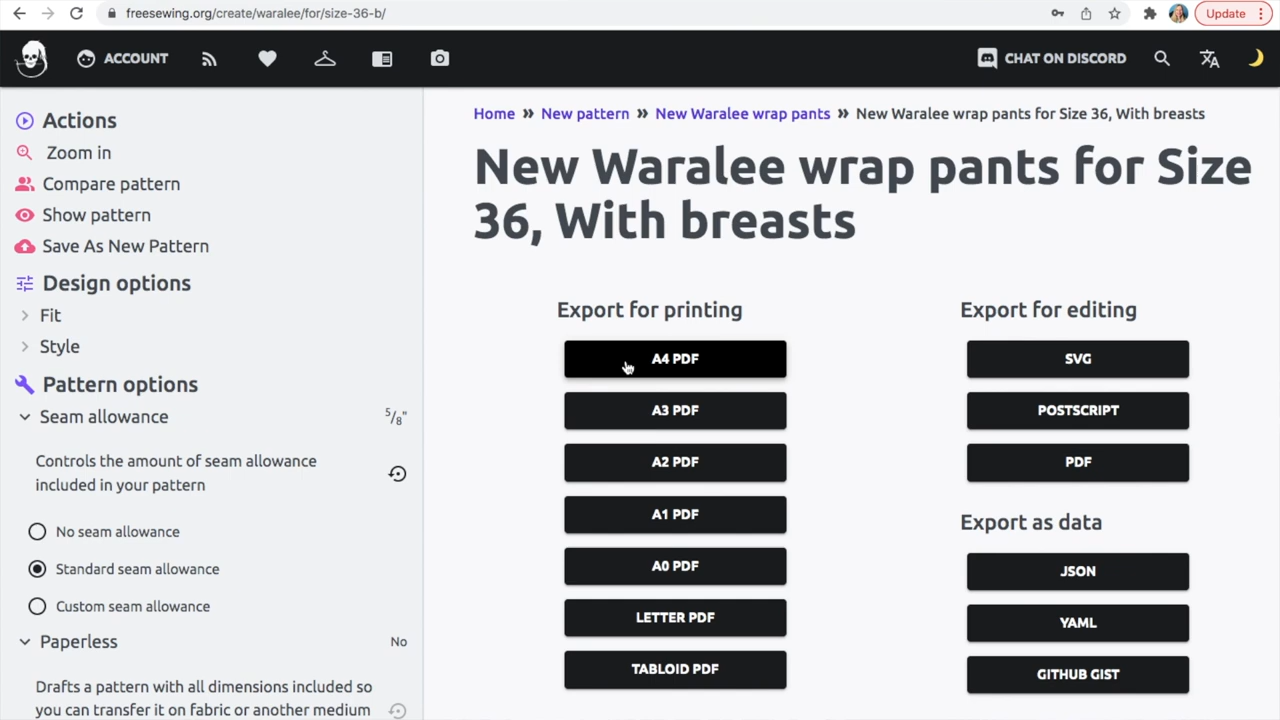 freesewing.org/create/waralee/for/size-36-b/
Update
ACCOUNT
CHAT ON DISCORD
Actions
Zoom in
Compare pattern
Show pattern
Save As New Pattern
Design options
Fit
Style
Pattern options
Seam allowance 5/8"
Controls the amount of seam allowance
included in your pattern
No seam allowance
Standard seam allowance
Custom seam allowance
Paperless No
Drafts a pattern with all dimensions included so
you can transfer it on fabric or another medium
Home » New pattern » New Waralee wrap pants » New Waralee wrap pants for Size 36, With breasts
New Waralee wrap pants for Size
36, With breasts
Export for printing
A4 PDF
A3 PDF
A2 PDF
A1 PDF
A0 PDF
LETTER PDF
TABLOID PDF
Export for editing
SVG
POSTSCRIPT
PDF
Export as data
JSON
YAML
GITHUB GIST